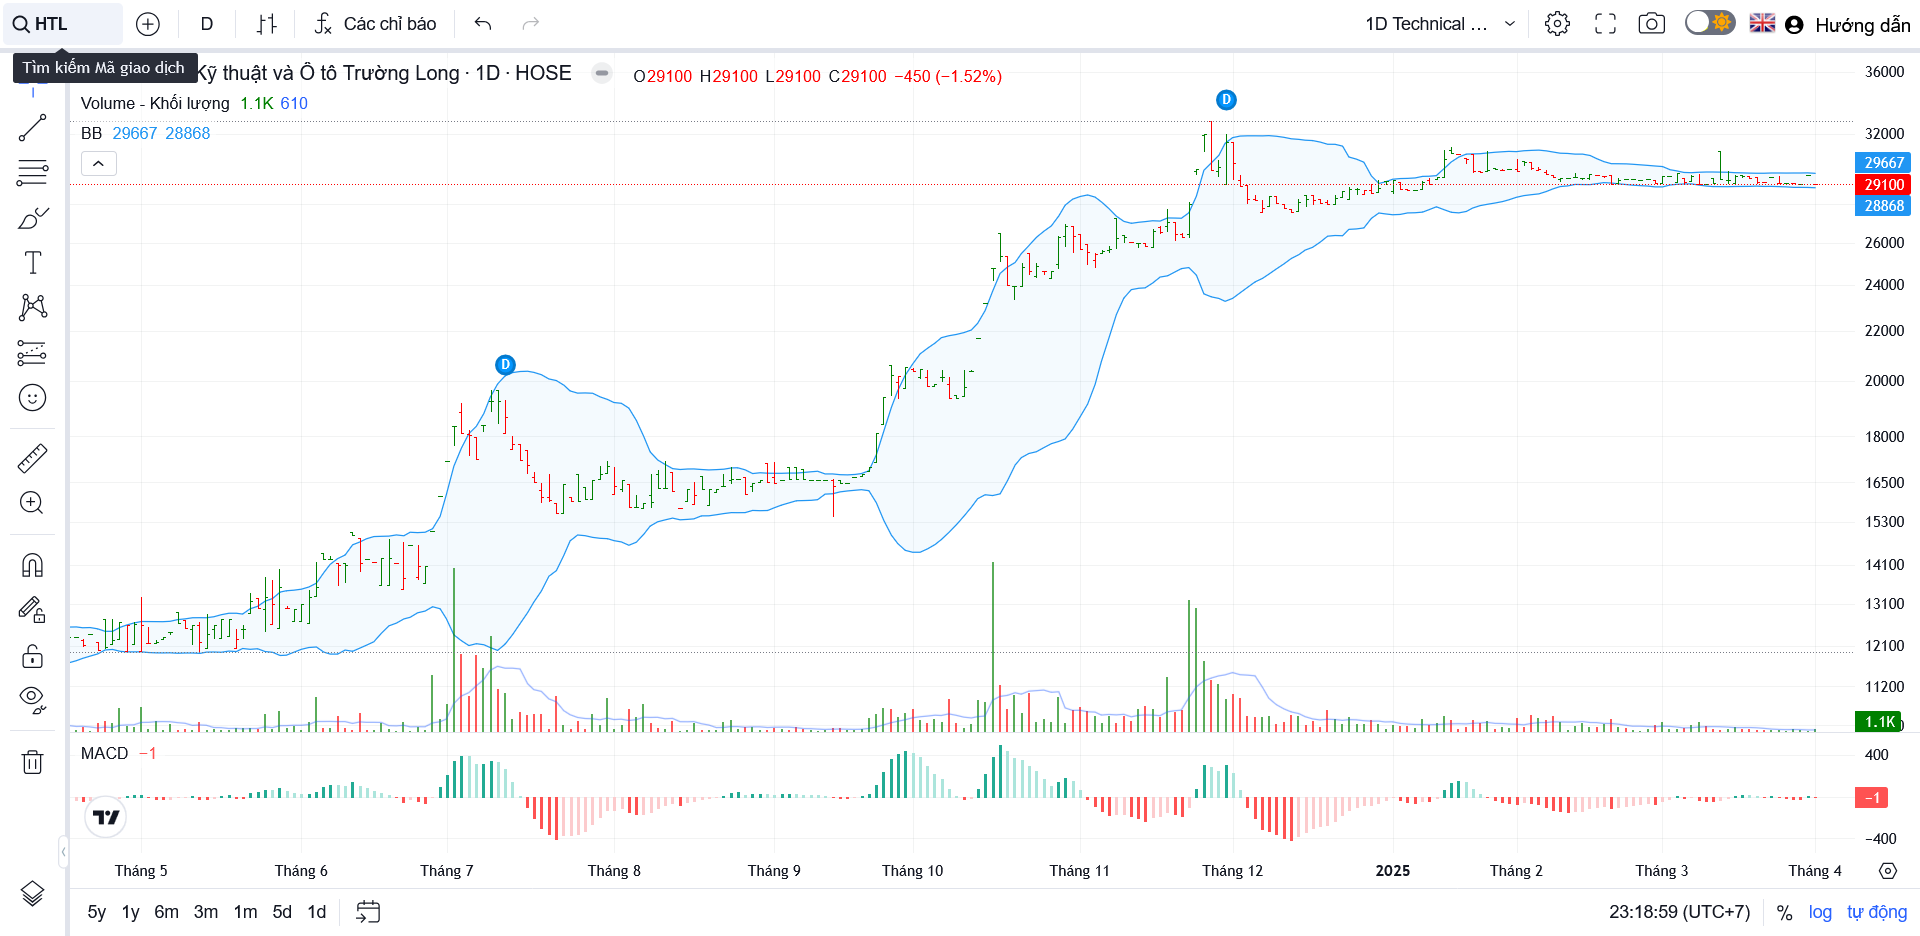 HTL
D
Các chỉ báo
1D Technical ...
Hướng dẫn
Tìm kiếm Mã giao dịch
Kỹ thuật và Ô tô Trường Long · 1D · HOSE
O29100 H29100 L29100 C29100 −450 (−1.52%)
Volume - Khối lượng 1.1K 610
BB 29667 28868
D
D
36000
32000
29667
29100
28868
26000
24000
22000
20000
18000
16500
15300
14100
13100
12100
11200
1.1K
MACD −1
400
−1
−400
Tháng 5 Tháng 6 Tháng 7 Tháng 8 Tháng 9 Tháng 10 Tháng 11 Tháng 12 2025 Tháng 2 Tháng 3 Tháng 4
5y 1y 6m 3m 1m 5d 1d
23:18:59 (UTC+7) % log tự động